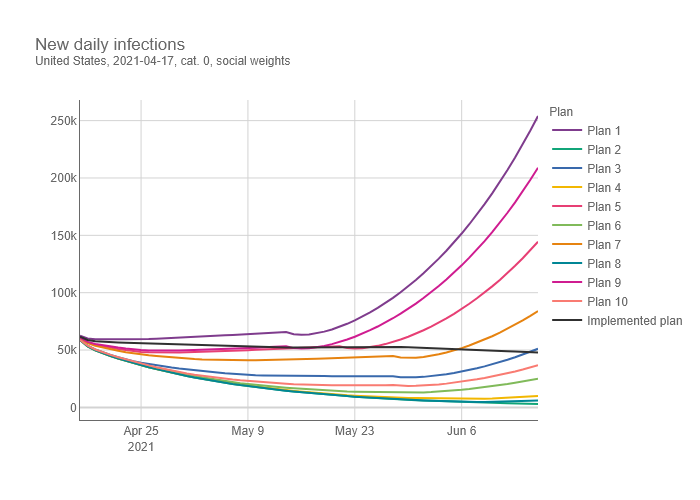 New daily infections
United States, 2021-04-17, cat. 0, social weights
Plan
250k
200k
150k
100k
50k
0
Plan 1
Plan 2
Plan 3
Plan 4
Plan 5
Plan 6
Plan 7
Plan 8
Plan 9
Plan 10
Implemented plan
Apr 25
May 9
May 23
Jun 6
2021